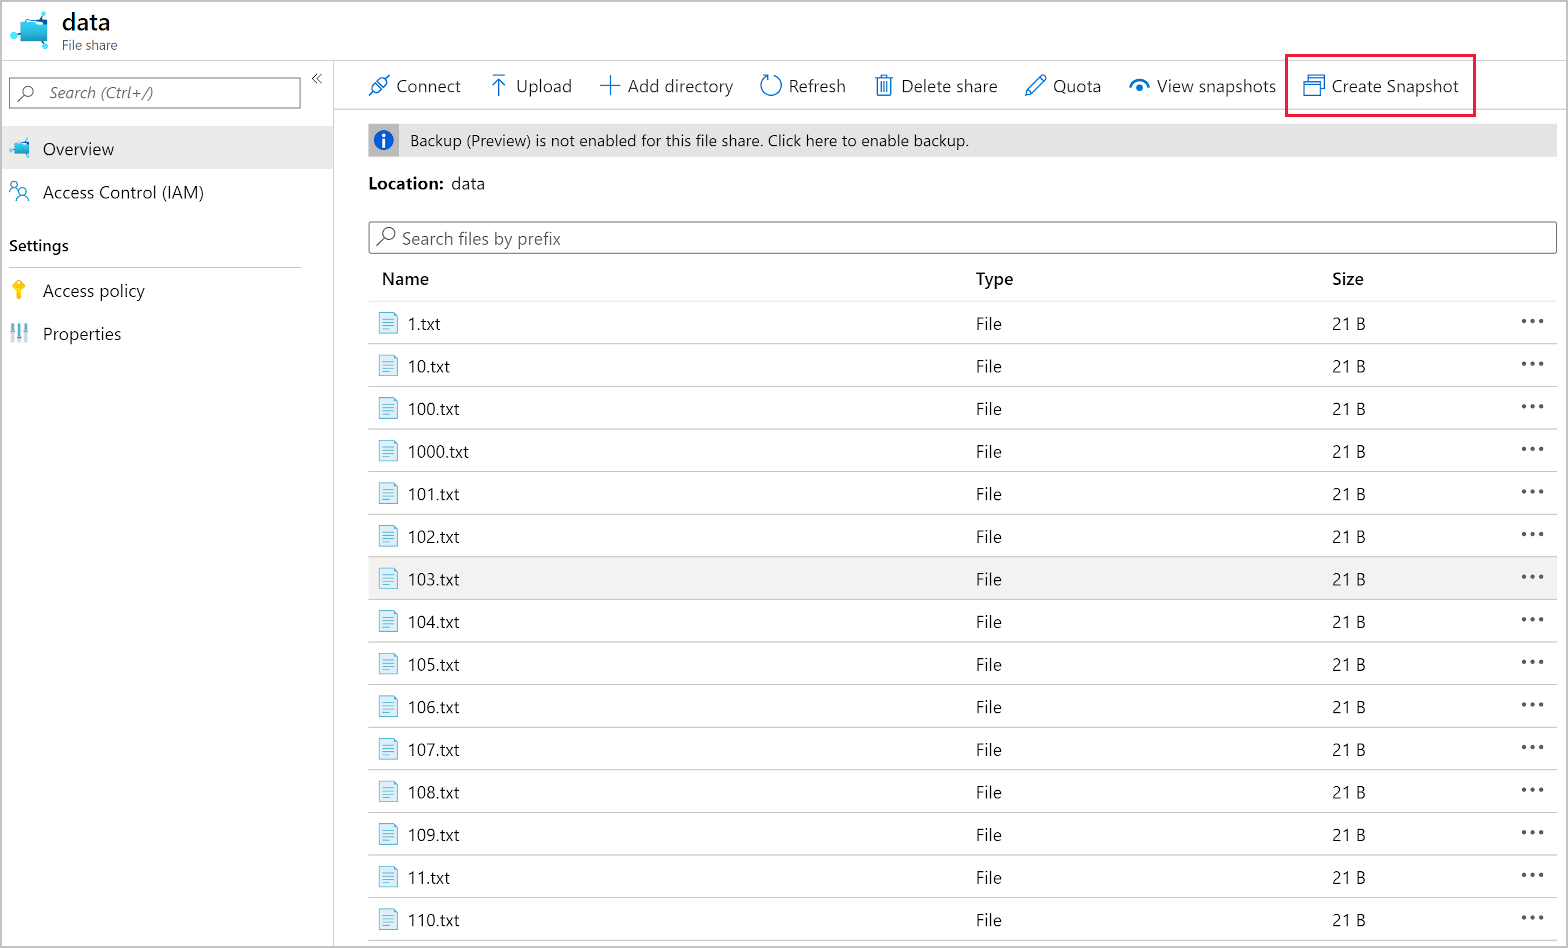 data
File share
Search (Ctrl+/)
«
Connect
Upload
Add directory
Refresh
Delete share
Quota
View snapshots
Create Snapshot
Overview
Access Control (IAM)
Settings
Access policy
Properties
Backup (Preview) is not enabled for this file share. Click here to enable backup.
Location: data
Search files by prefix
Name Type Size
1.txt File 21 B
10.txt File 21 B
100.txt File 21 B
1000.txt File 21 B
101.txt File 21 B
102.txt File 21 B
103.txt File 21 B
104.txt File 21 B
105.txt File 21 B
106.txt File 21 B
107.txt File 21 B
108.txt File 21 B
109.txt File 21 B
11.txt File 21 B
110.txt File 21 B